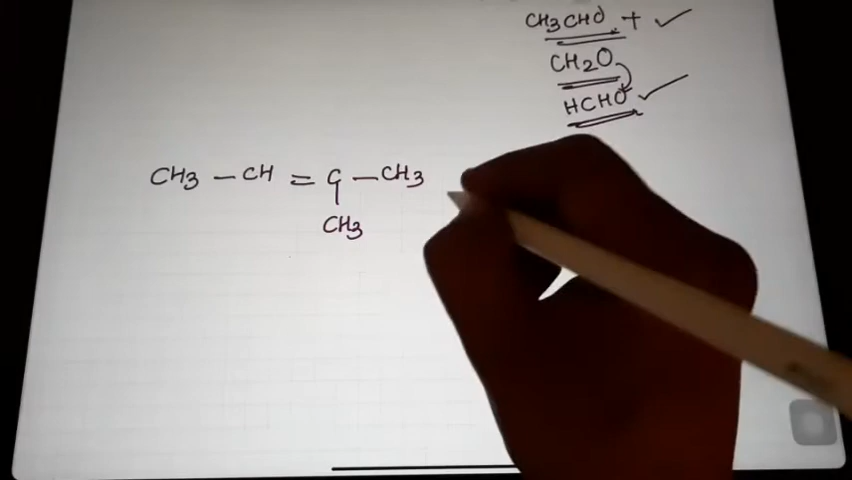 CH3CHO +
CH2O
HCHO
CH3 - CH = C - CH3
CH3